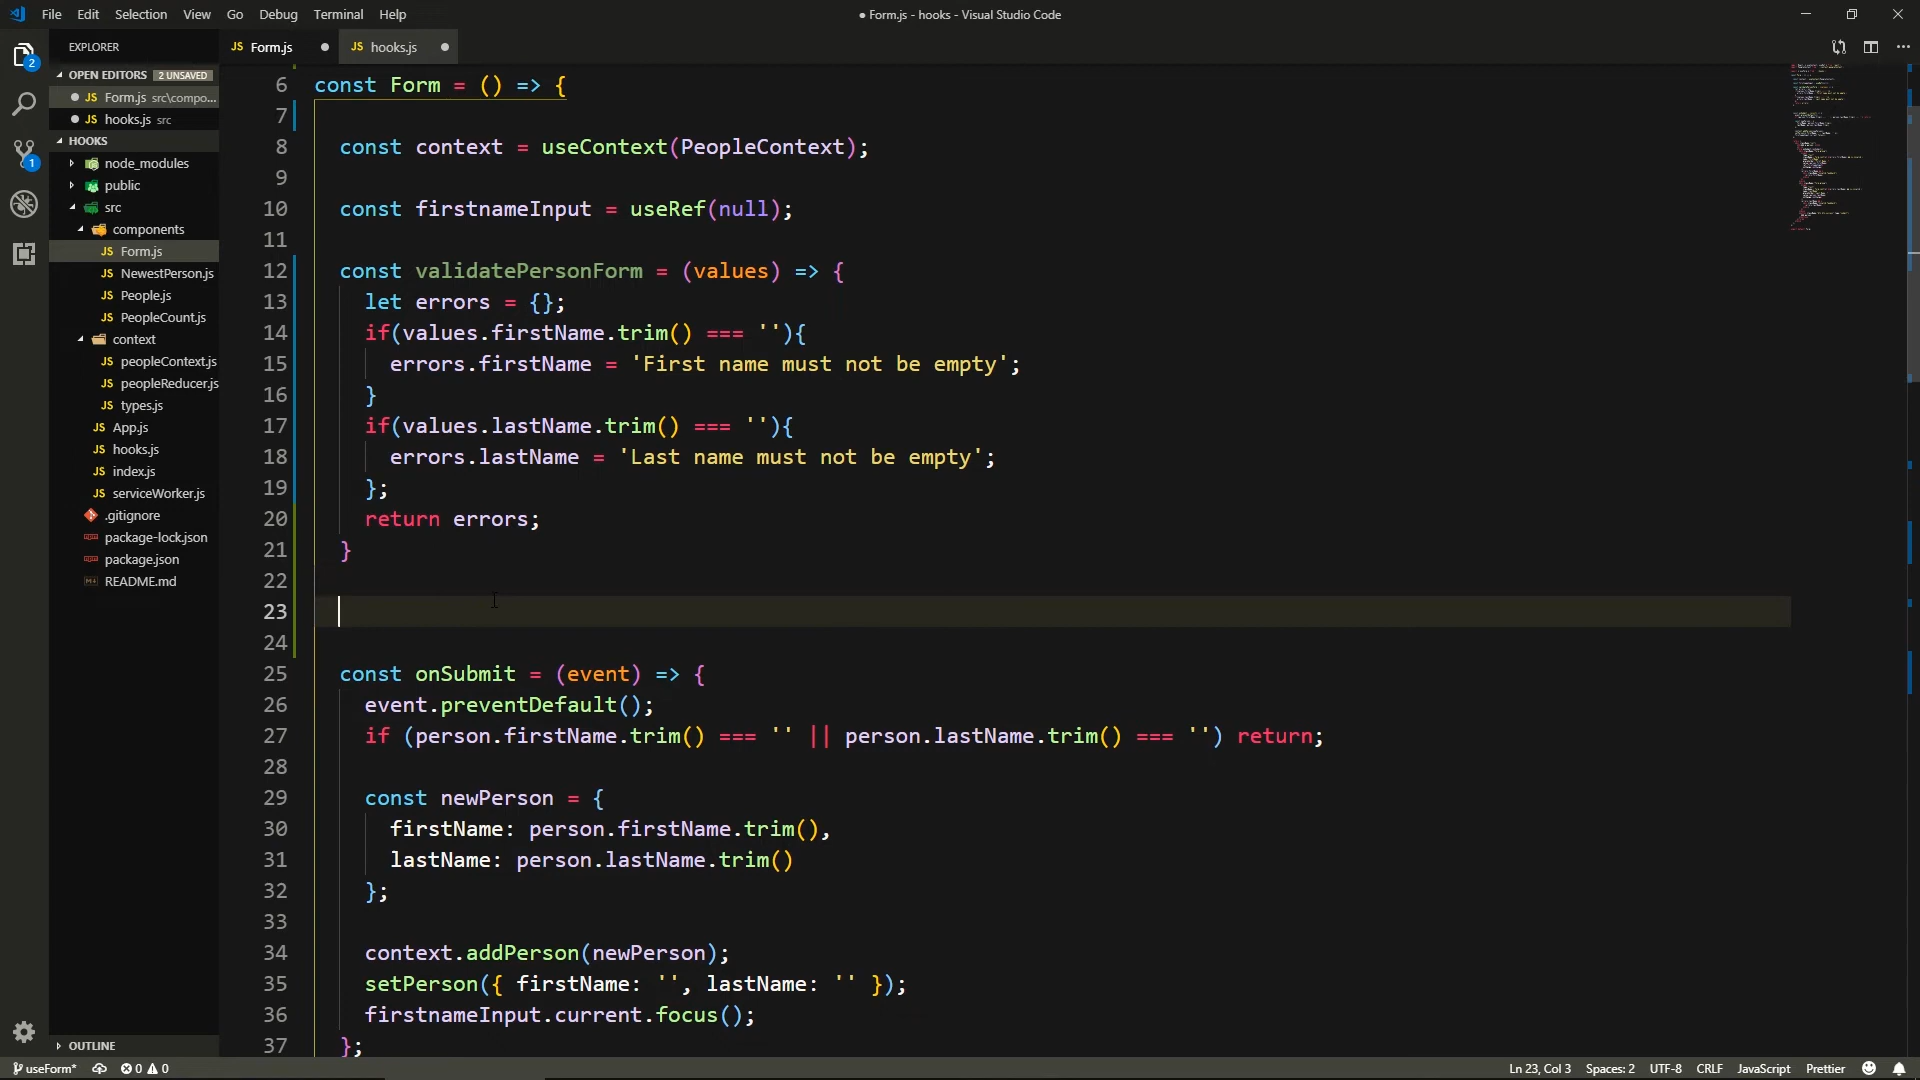 File Edit Selection View Go Debug Terminal Help
● Form.js - hooks - Visual Studio Code
EXPLORER
OPEN EDITORS 2 UNSAVED
JS Form.js src\compo...
JS hooks.js src
HOOKS
node_modules
public
src
components
JS Form.js
JS NewestPerson.js
JS People.js
JS PeopleCount.js
context
JS peopleContext.js
JS peopleReducer.js
JS types.js
JS App.js
JS hooks.js
JS index.js
JS serviceWorker.js
.gitignore
package-lock.json
package.json
README.md
OUTLINE
2
1
JS Form.js ● JS hooks.js ●
6 const Form = () => {
7
8 const context = useContext(PeopleContext);
9
10 const firstnameInput = useRef(null);
11
12 const validatePersonForm = (values) => {
13 let errors = {};
14 if(values.firstName.trim() === ''){
15 errors.firstName = 'First name must not be empty';
16 }
17 if(values.lastName.trim() === ''){
18 errors.lastName = 'Last name must not be empty';
19 };
20 return errors;
21 }
22
23
24
25 const onSubmit = (event) => {
26 event.preventDefault();
27 if (person.firstName.trim() === '' || person.lastName.trim() === '') return;
28
29 const newPerson = {
30 firstName: person.firstName.trim(),
31 lastName: person.lastName.trim()
32 };
33
34 context.addPerson(newPerson);
35 setPerson({ firstName: '', lastName: '' });
36 firstnameInput.current.focus();
37 };
useForm* 0 0 Ln 23, Col 3 Spaces: 2 UTF-8 CRLF JavaScript Prettier